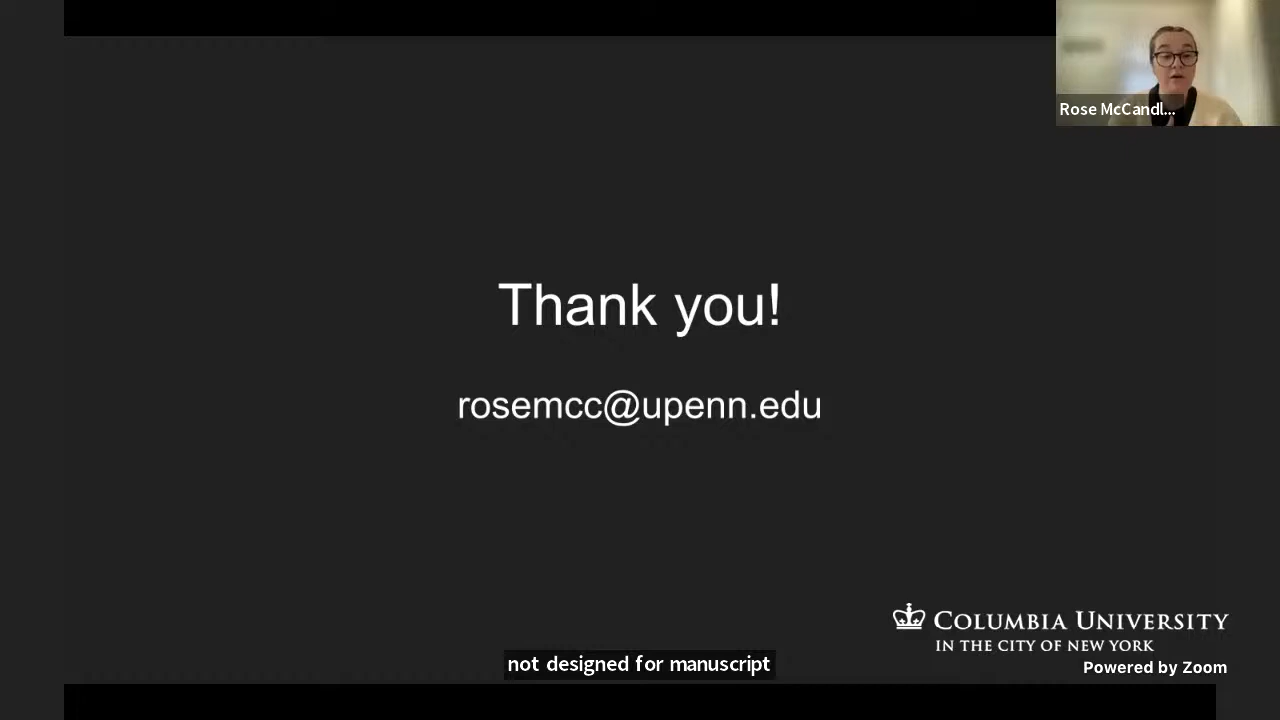 Rose McCandl...
Thank you!
rosemcc@upenn.edu
COLUMBIA UNIVERSITY
IN THE CITY OF NEW YORK
not designed for manuscript
Powered by Zoom